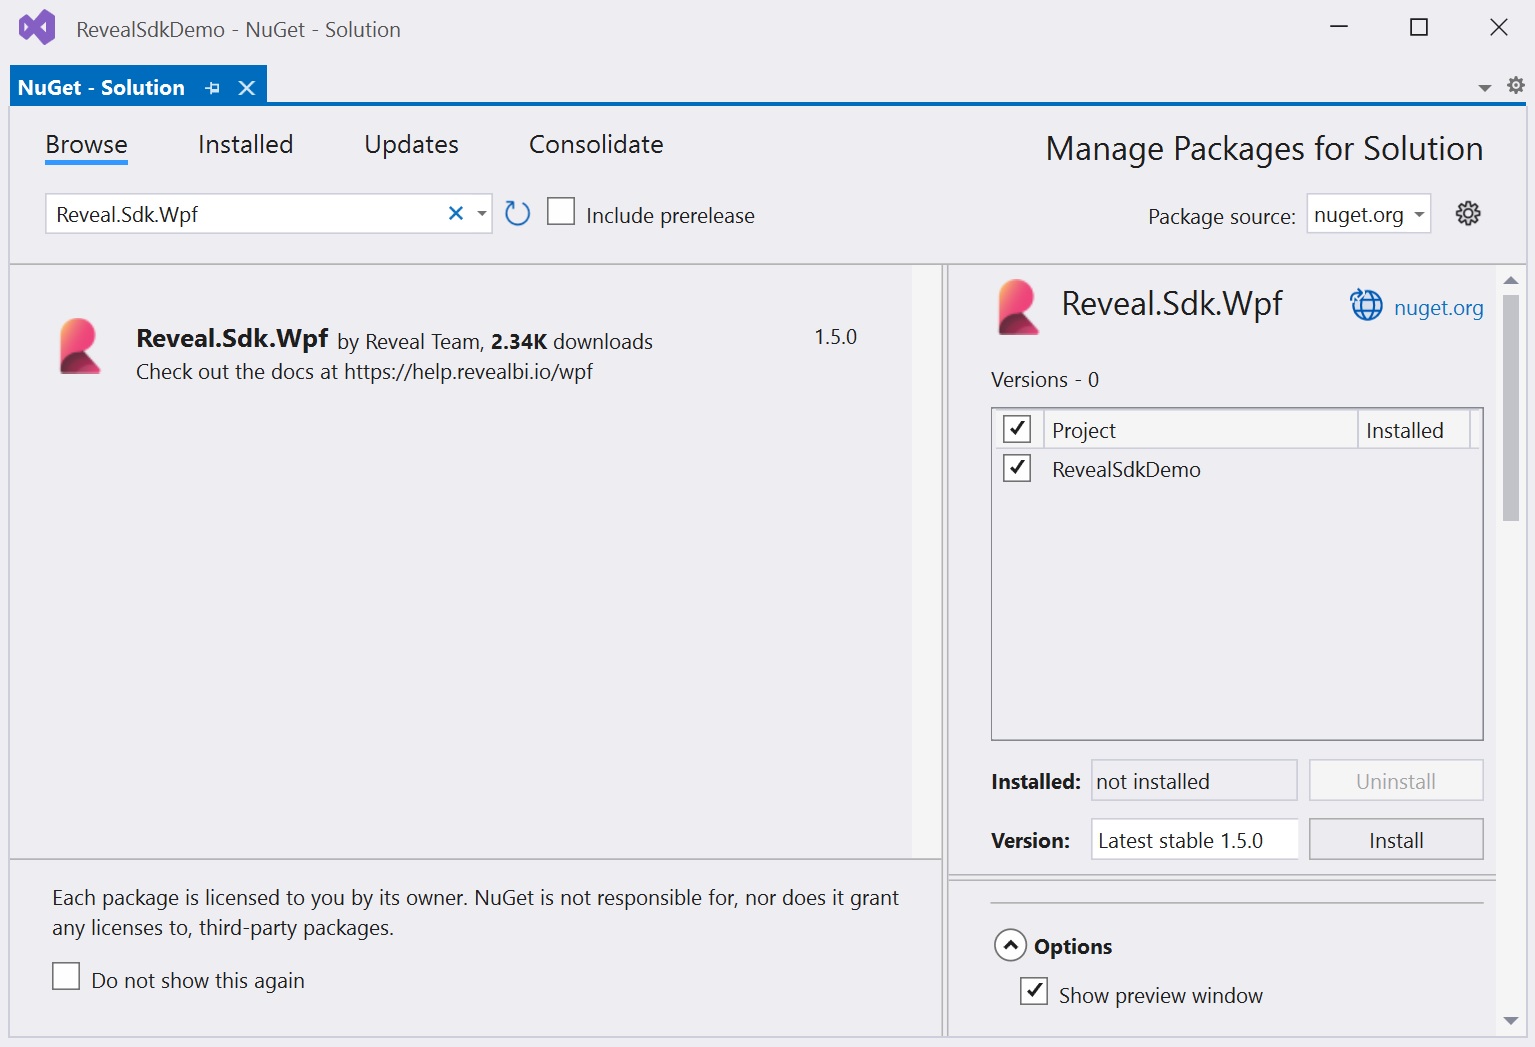 RevealSdkDemo - NuGet - Solution
NuGet - Solution
Browse Installed Updates Consolidate
Manage Packages for Solution
Reveal.Sdk.Wpf
Include prerelease
Package source: nuget.org
Reveal.Sdk.Wpf by Reveal Team, 2.34K downloads 1.5.0
Check out the docs at https://help.revealbi.io/wpf
Each package is licensed to you by its owner. NuGet is not responsible for, nor does it grant
any licenses to, third-party packages.
Do not show this again
Reveal.Sdk.Wpf nuget.org
Versions - 0
Project Installed
RevealSdkDemo
Installed: not installed Uninstall
Version: Latest stable 1.5.0 Install
Options
Show preview window